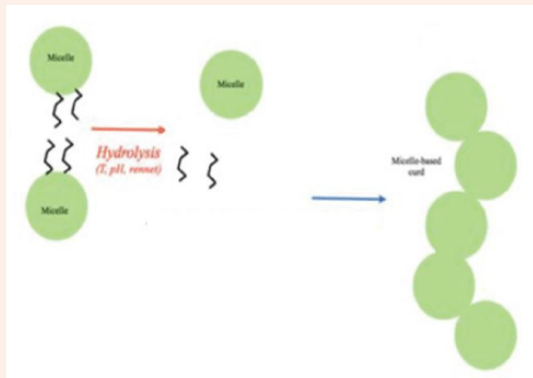 Micelle
Micelle
Hydrolysis
(T, pH, rennet)
Micelle
Micelle-based
curd